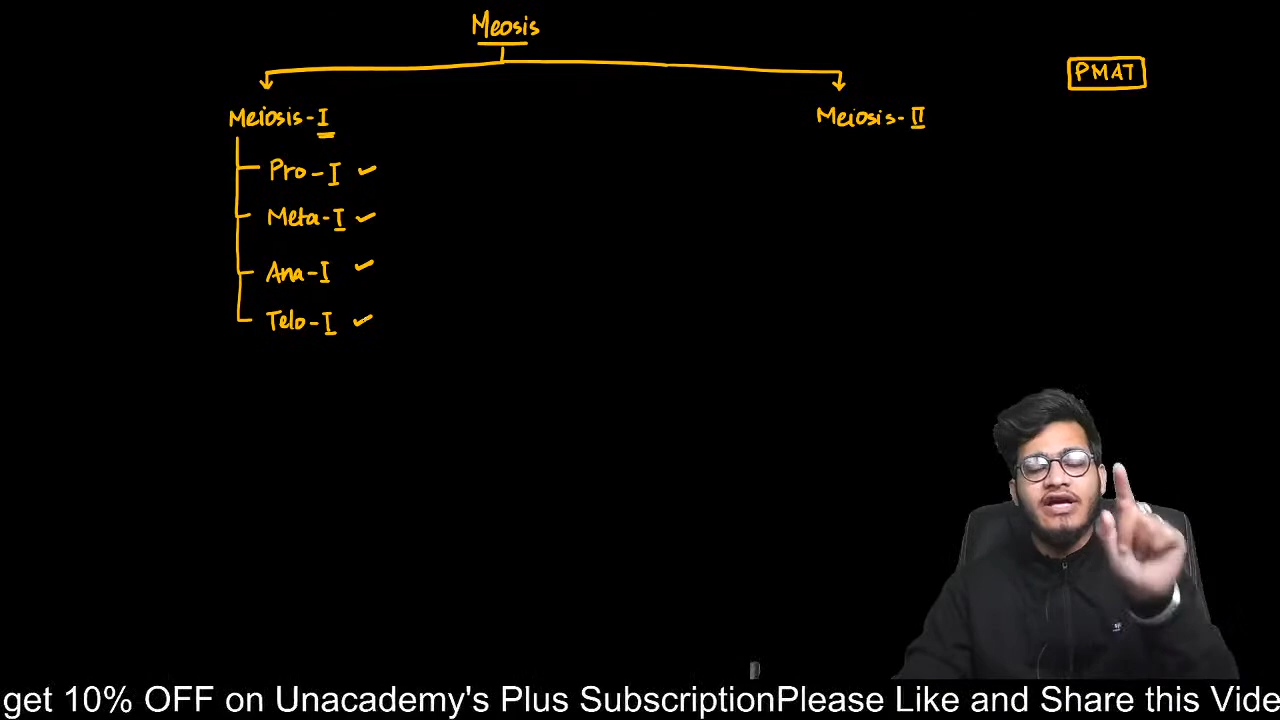 Meosis
PMAT
Meiosis-I
Meiosis-II
Pro-I ✓
Meta-I ✓
Ana-I ✓
Telo-I ✓
get 10% OFF on Unacademy's Plus SubscriptionPlease Like and Share this Vide